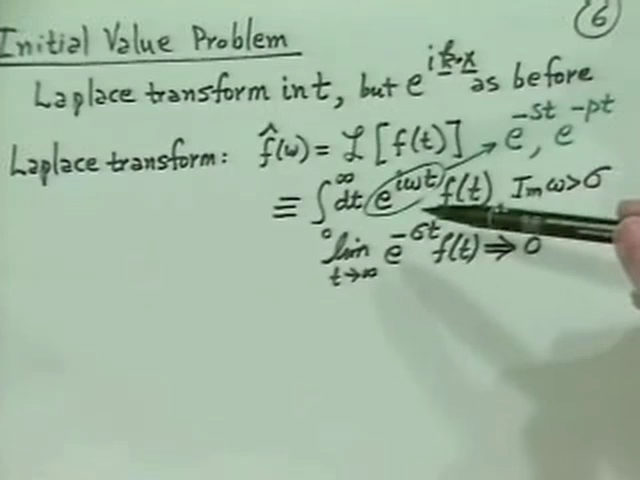 ⑥
Initial Value Problem
Laplace transform in t, but e^{i k·x} as before
Laplace transform: f̂(ω) = ℒ [f(t)] → e^{-st}, e^{-pt}
≡ ∫₀^∞ dt e^{iωt} f(t), Im ω > σ
lim_{t→∞} e^{-σt} f(t) ⇒ 0